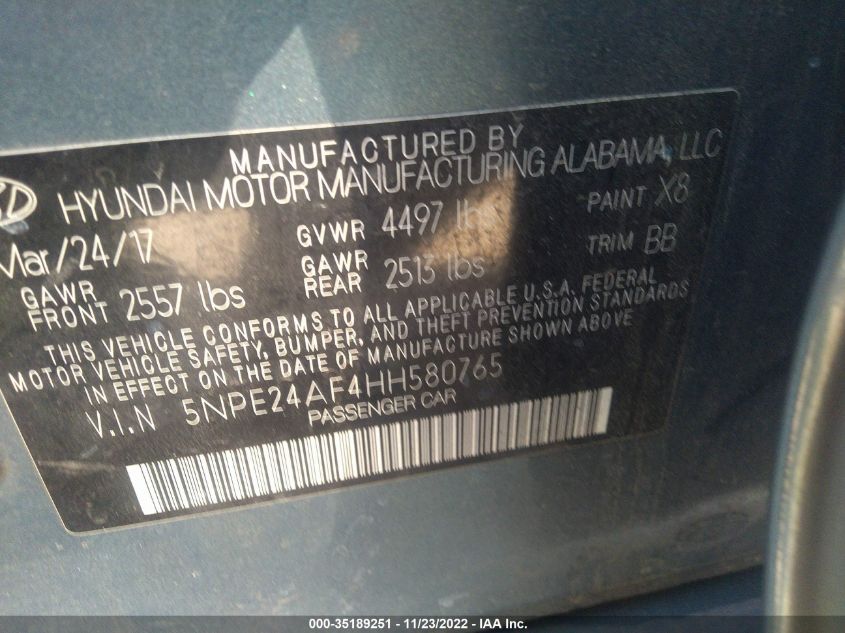 MANUFACTURED BY
HYUNDAI MOTOR MANUFACTURING ALABAMA, LLC
Mar/24/17 GVWR 4497 lbs PAINT X8
GAWR FRONT 2557 lbs GAWR REAR 2513 lbs TRIM BB
THIS VEHICLE CONFORMS TO ALL APPLICABLE U.S.A. FEDERAL
MOTOR VEHICLE SAFETY, BUMPER, AND THEFT PREVENTION STANDARDS
IN EFFECT ON THE DATE OF MANUFACTURE SHOWN ABOVE
V.I.N 5NPE24AF4HH580765
PASSENGER CAR
000-35189251 - 11/23/2022 - IAA Inc.